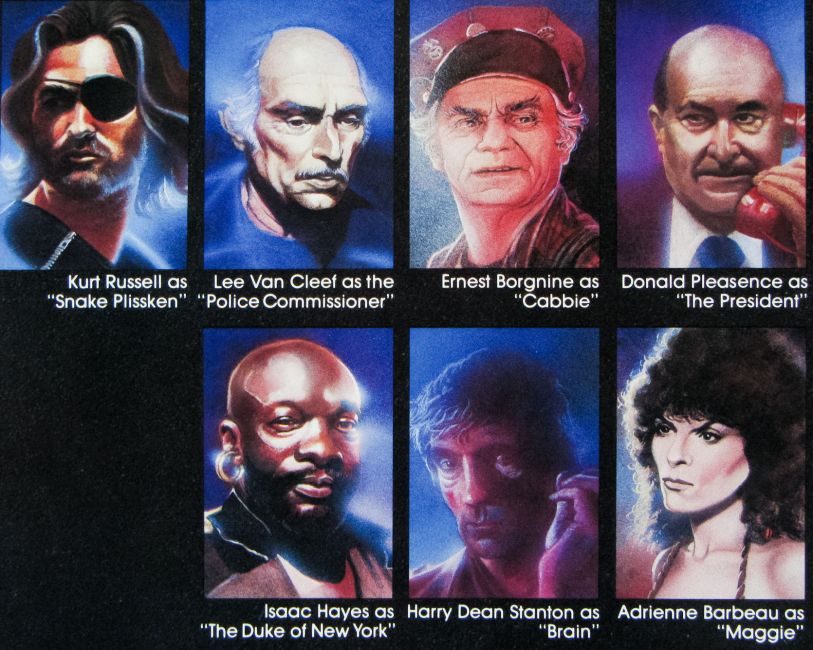 Kurt Russell as
"Snake Plissken"
Lee Van Cleef as the
"Police Commissioner"
Ernest Borgnine as
"Cabbie"
Donald Pleasence as
"The President"
Isaac Hayes as
"The Duke of New York"
Harry Dean Stanton as
"Brain"
Adrienne Barbeau as
"Maggie"